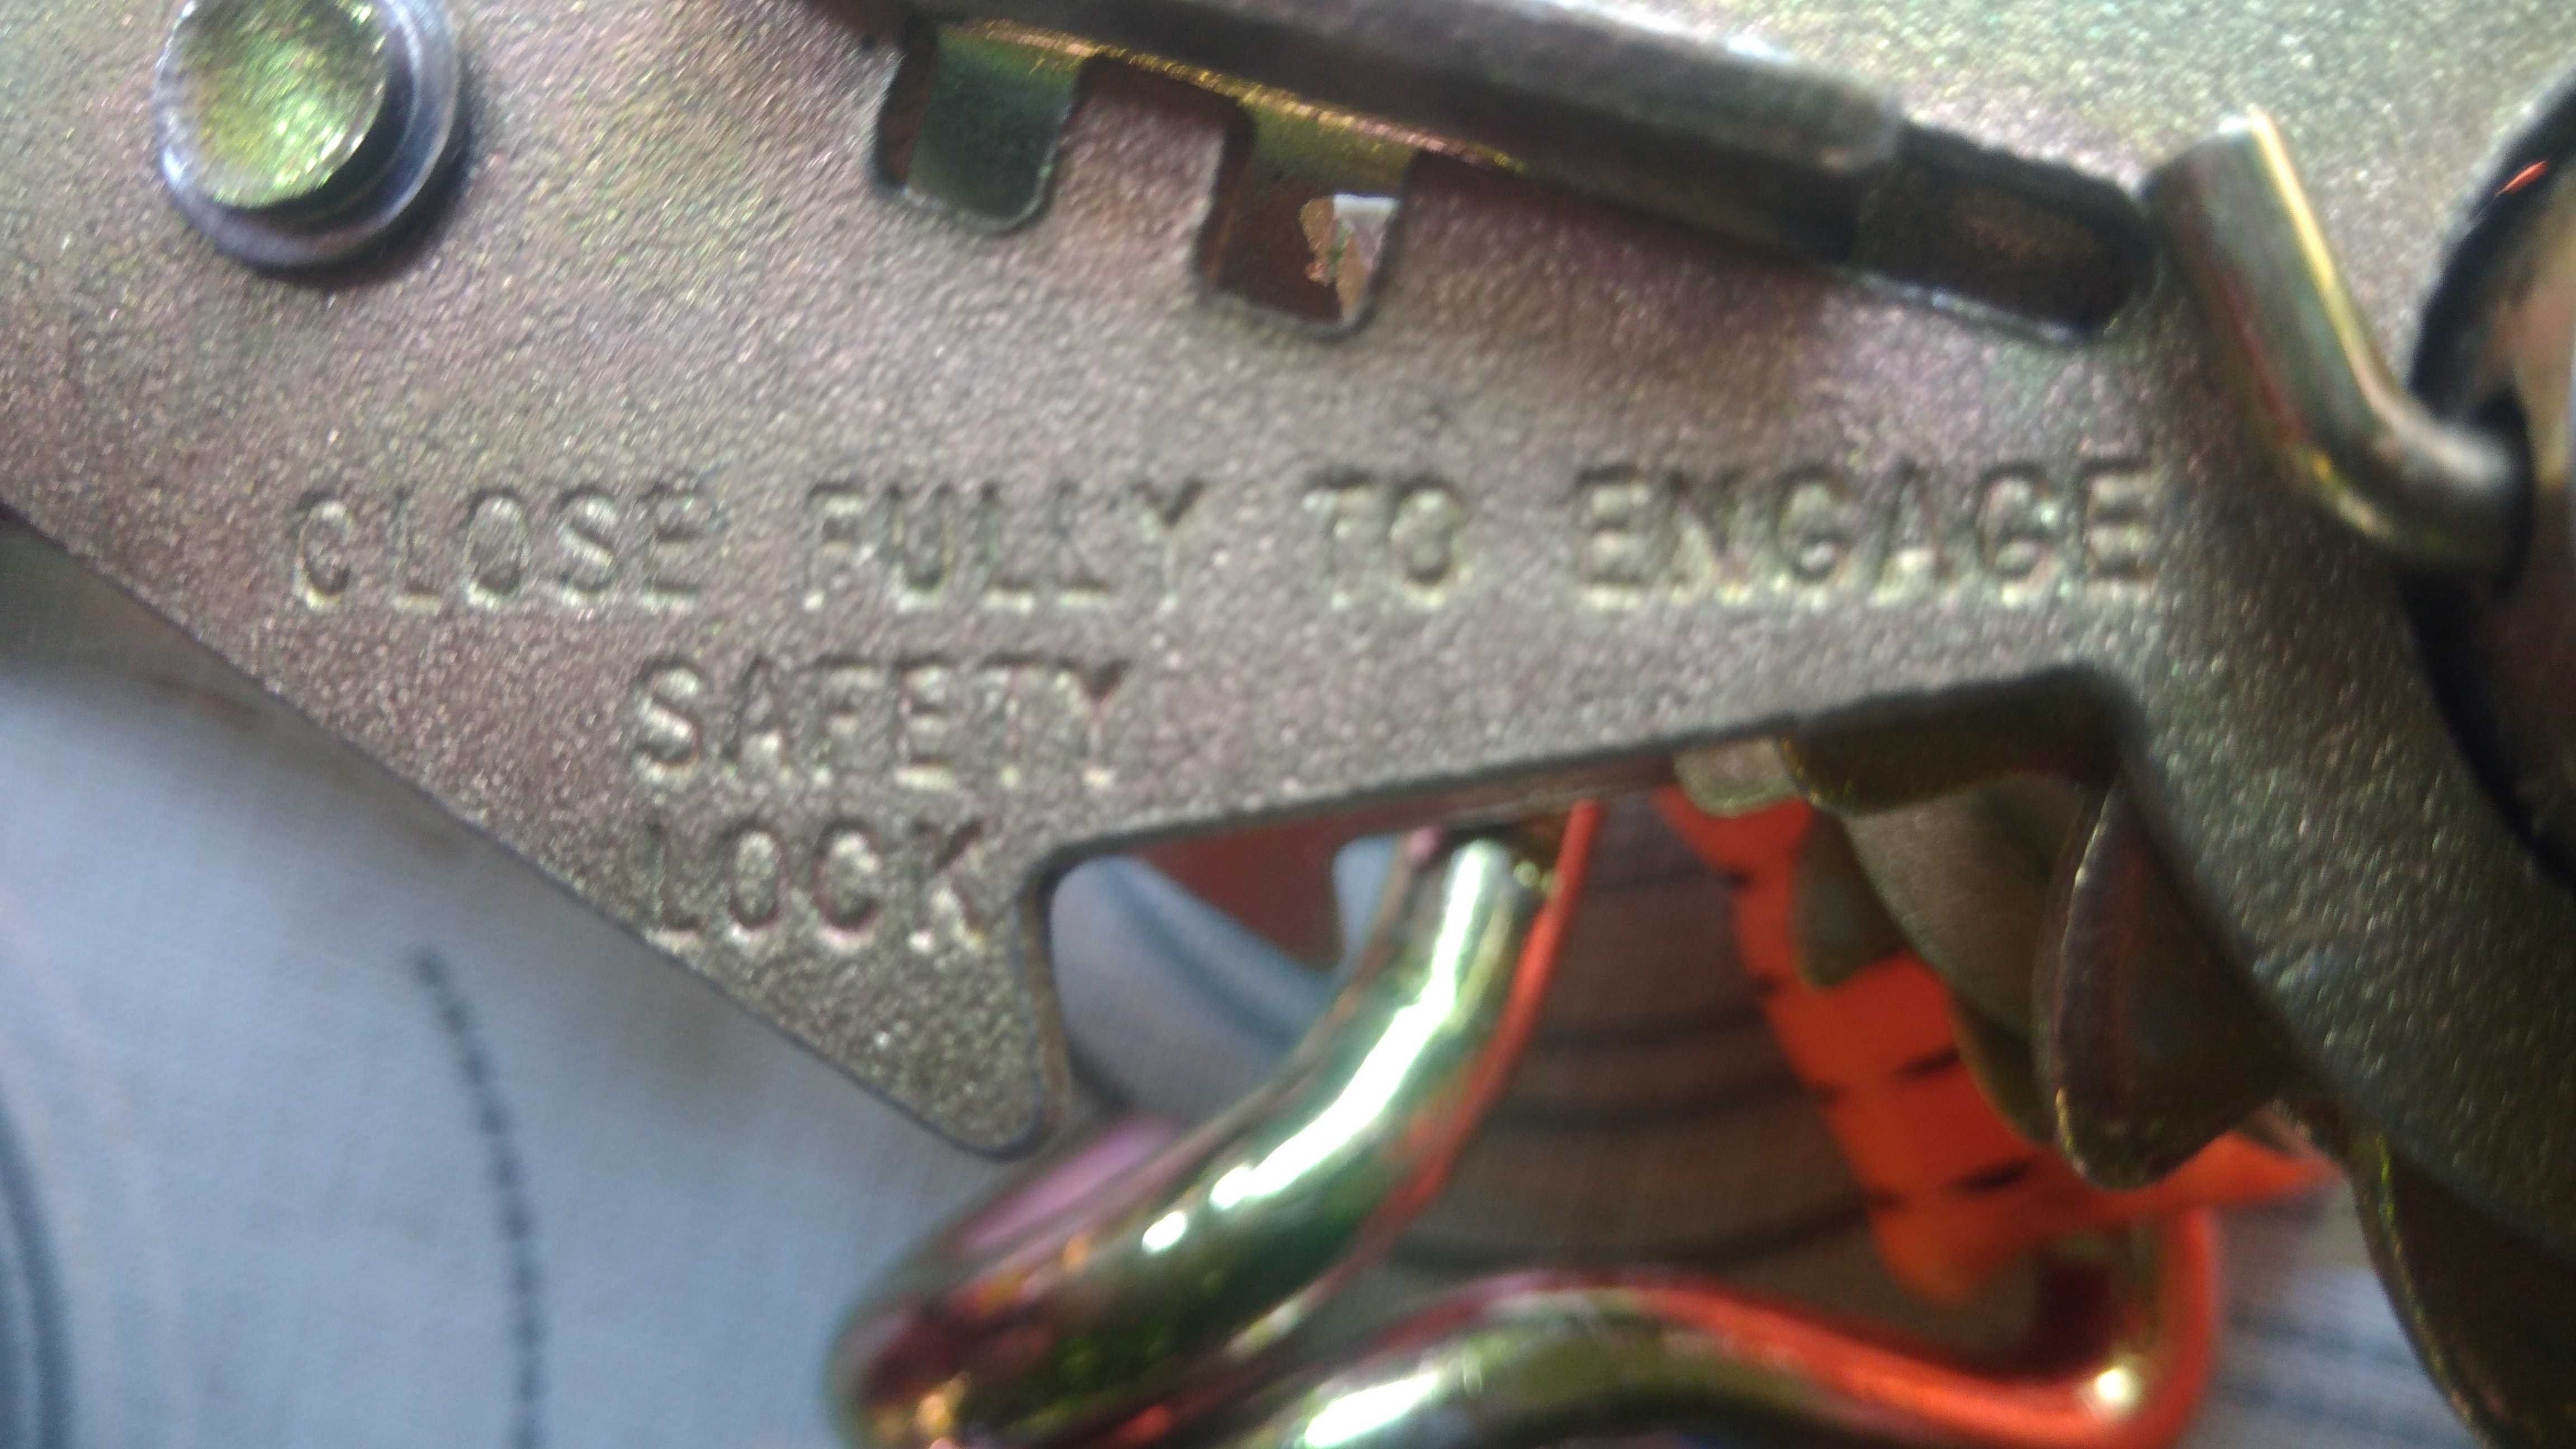 CLOSE FULLY TO ENGAGE
SAFETY
LOCK